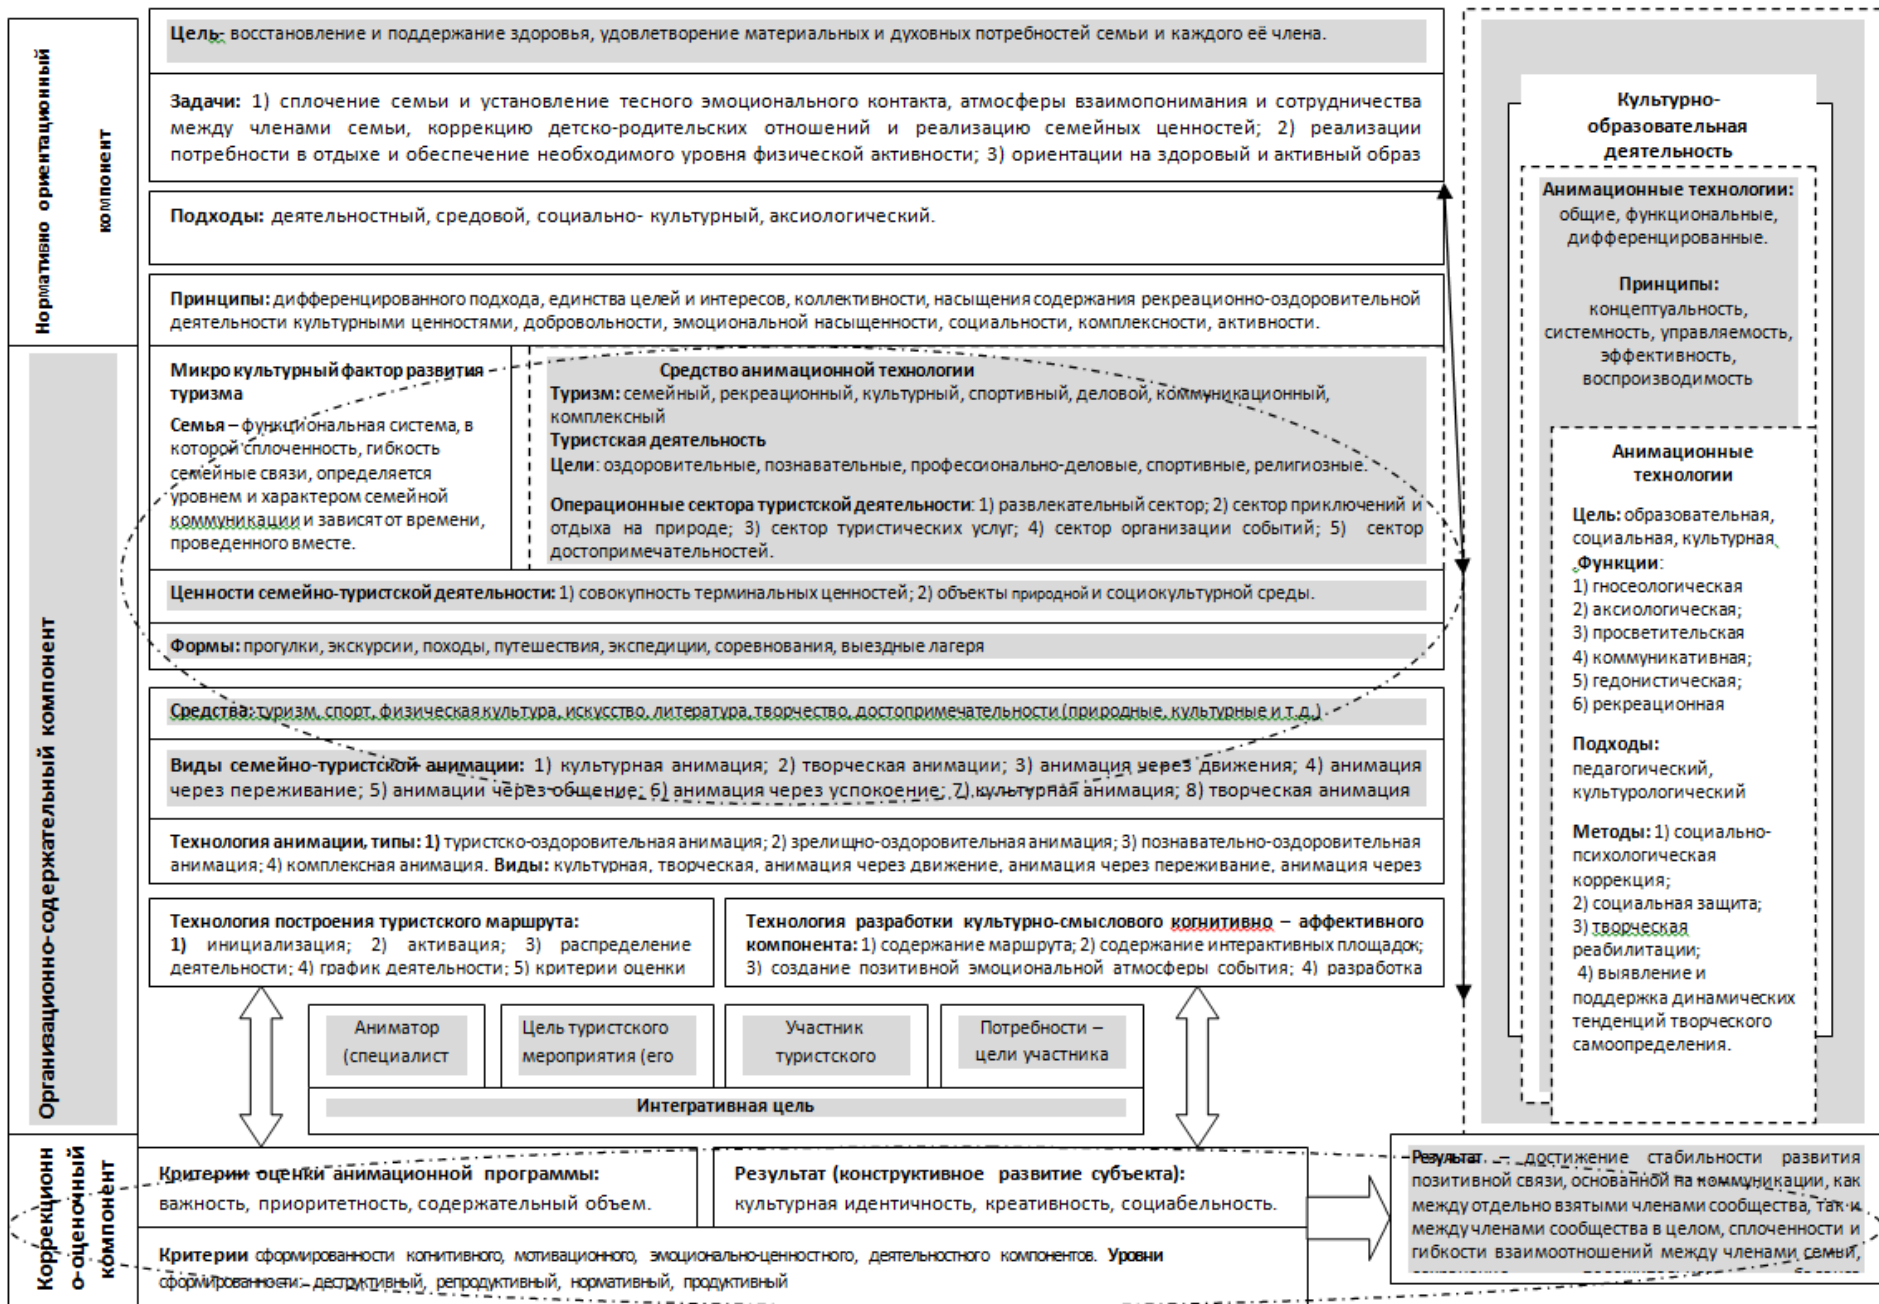 Нормативно ориентационный
компонент
Цель- восстановление и поддержание здоровья, удовлетворение материальных и духовных потребностей семьи и каждого её члена.
Задачи: 1) сплочение семьи и установление тесного эмоционального контакта, атмосферы взаимопонимания и сотрудничества
между членами семьи, коррекцию детско-родительских отношений и реализацию семейных ценностей; 2) реализации
потребности в отдыхе и обеспечение необходимого уровня физической активности; 3) ориентации на здоровый и активный образ
Подходы: деятельностный, средовой, социально- культурный, аксиологический.
Принципы: дифференцированного подхода, единства целей и интересов, коллективности, насыщения содержания рекреационно-оздоровительной
деятельности культурными ценностями, добровольности, эмоциональной насыщенности, социальности, комплексности, активности.
Организационно-содержательный компонент
Микро культурный фактор развития
туризма
Семья – функциональная система, в
которой сплоченность, гибкость
семейные связи, определяется
уровнем и характером семейной
коммуникации и зависят от времени,
проведенного вместе.
Средство анимационной технологии
Туризм: семейный, рекреационный, культурный, спортивный, деловой, коммуникационный,
комплексный
Туристская деятельность
Цели: оздоровительные, познавательные, профессионально-деловые, спортивные, религиозные.
Операционные сектора туристской деятельности: 1) развлекательный сектор; 2) сектор приключений и
отдыха на природе; 3) сектор туристических услуг; 4) сектор организации событий; 5) сектор
достопримечательностей.
Ценности семейно-туристской деятельности: 1) совокупность терминальных ценностей; 2) объекты природной и социокультурной среды.
Формы: прогулки, экскурсии, походы, путешествия, экспедиции, соревнования, выездные лагеря
Средства: туризм, спорт, физическая культура, искусство, литература, творчество, достопримечательности (природные, культурные и т.д.)
Виды семейно-туристской анимации: 1) культурная анимация; 2) творческая анимации; 3) анимация через движения; 4) анимация
через переживание; 5) анимации через общение; 6) анимация через успокоение; 7) культурная анимация; 8) творческая анимация
Технология анимации, типы: 1) туристско-оздоровительная анимация; 2) зрелищно-оздоровительная анимация; 3) познавательно-оздоровительная
анимация; 4) комплексная анимация. Виды: культурная, творческая, анимация через движение, анимация через переживание, анимация через
Технология построения туристского маршрута:
1) инициализация; 2) активация; 3) распределение
деятельности; 4) график деятельности; 5) критерии оценки
Технология разработки культурно-смыслового когнитивно – аффективного
компонента: 1) содержание маршрута; 2) содержание интерактивных площадок;
3) создание позитивной эмоциональной атмосферы события; 4) разработка
Аниматор
(специалист
Цель туристского
мероприятия (его
Участник
туристского
Потребности –
цели участника
Интегративная цель
Коррекционн
о-оценочный
компонент
Критерии оценки анимационной программы:
важность, приоритетность, содержательный объем.
Результат (конструктивное развитие субъекта):
культурная идентичность, креативность, социабельность.
Критерии сформированности когнитивного, мотивационного, эмоционально-ценностного, деятельностного компонентов. Уровни
сформированности: деструктивный, репродуктивный, нормативный, продуктивный
Культурно-
образовательная
деятельность
Анимационные технологии:
общие, функциональные,
дифференцированные.
Принципы:
концептуальность,
системность, управляемость,
эффективность,
воспроизводимость
Анимационные
технологии
Цель: образовательная,
социальная, культурная
.Функции:
1) гносеологическая
2) аксиологическая;
3) просветительская
4) коммуникативная;
5) гедонистическая;
6) рекреационная
Подходы:
педагогический,
культурологический
Методы: 1) социально-
психологическая
коррекция;
2) социальная защита;
3) творческая
реабилитации;
4) выявление и
поддержка динамических
тенденций творческого
самоопределения.
Результат – достижение стабильности развития
позитивной связи, основанной на коммуникации, как
между отдельно взятыми членами сообщества, так и
между членами сообщества в целом, сплоченности и
гибкости взаимоотношений между членами семьи,